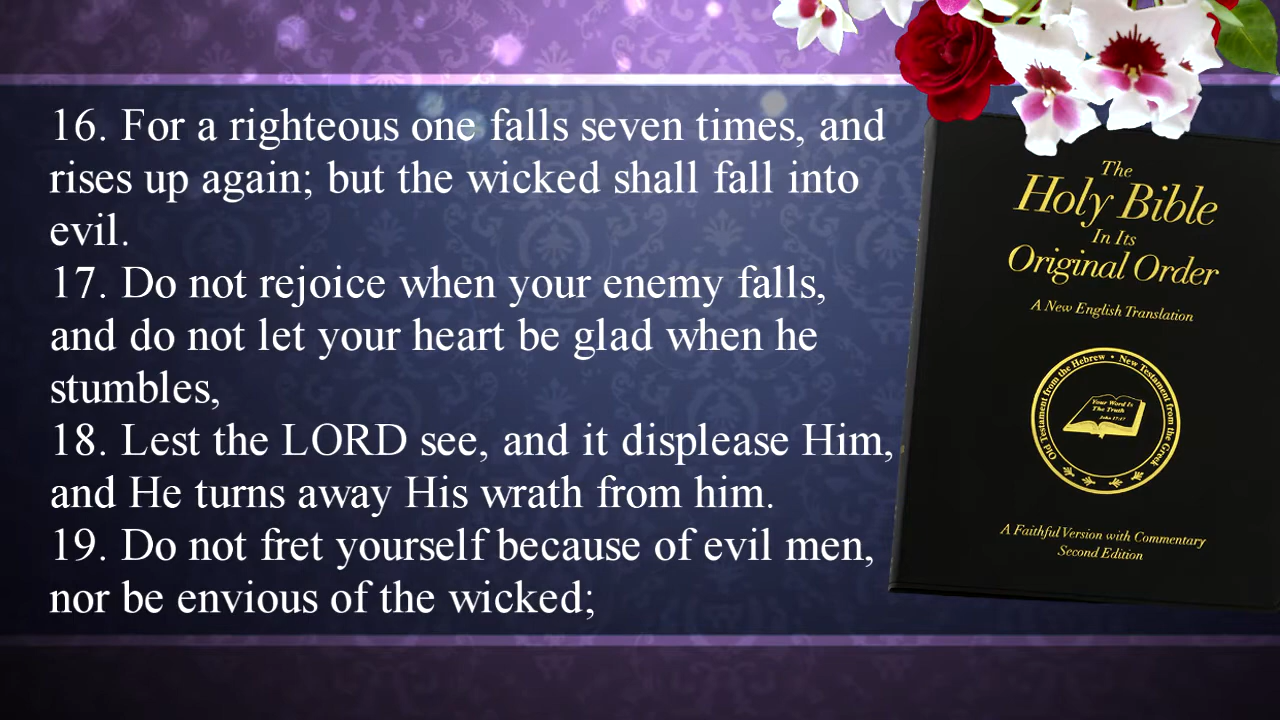 16. For a righteous one falls seven times, and
rises up again; but the wicked shall fall into
evil.
17. Do not rejoice when your enemy falls,
and do not let your heart be glad when he
stumbles,
18. Lest the LORD see, and it displease Him,
and He turns away His wrath from him.
19. Do not fret yourself because of evil men,
nor be envious of the wicked;
The
Holy Bible
In Its
Original Order
A New English Translation
Old Testament from the Hebrew • New Testament from the Greek
Your Word Is
The Truth
John 17:17
A Faithful Version with Commentary
Second Edition